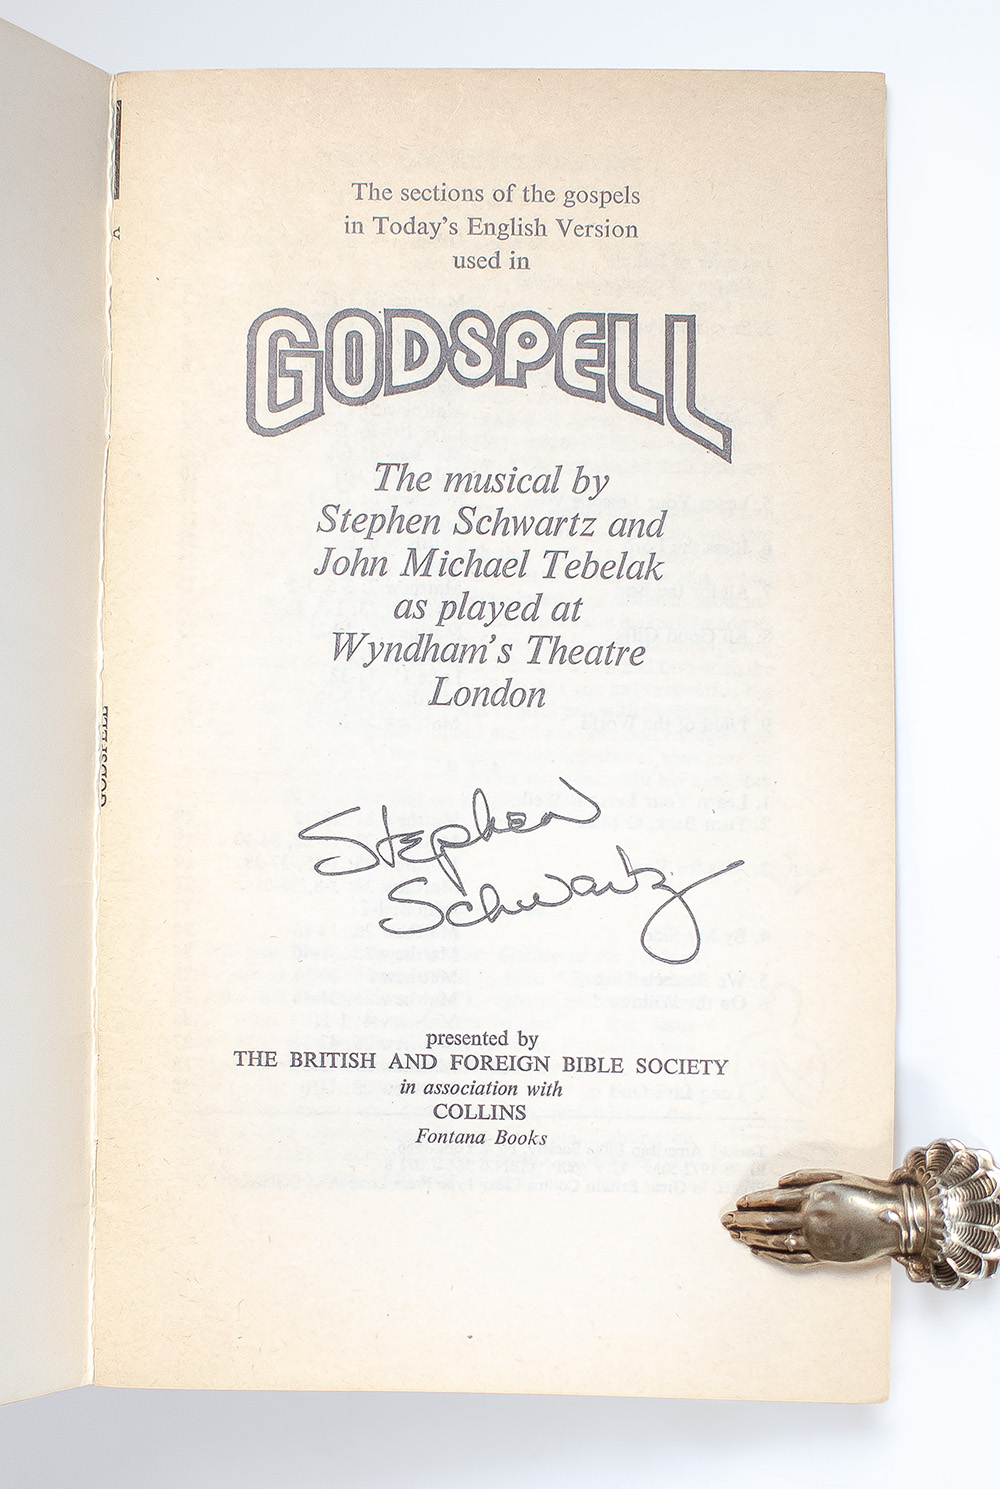 The sections of the gospels
in Today's English Version
used in
GODSPELL
The musical by
Stephen Schwartz and
John Michael Tebelak
as played at
Wyndham's Theatre
London
Stephen
Schwartz
presented by
THE BRITISH AND FOREIGN BIBLE SOCIETY
in association with
COLLINS
Fontana Books
A
GODSPELL